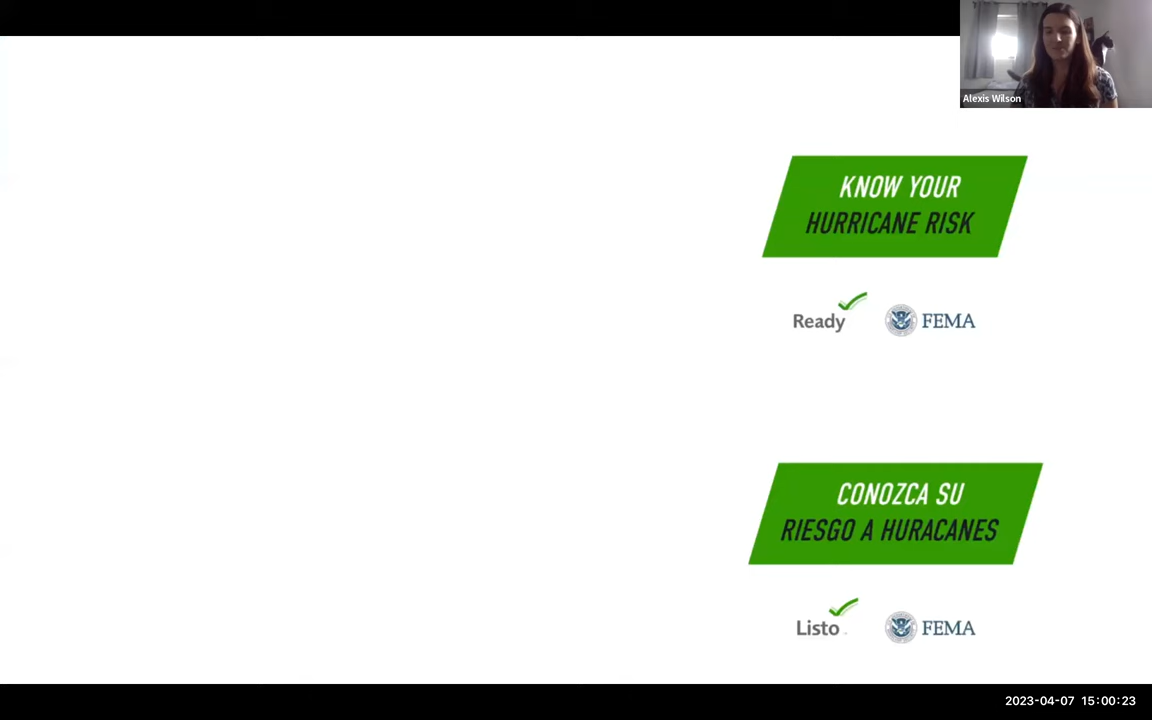 Alexis Wilson
KNOW YOUR
HURRICANE RISK
Ready
FEMA
CONOZCA SU
RIESGO A HURACANES
Listo
FEMA
2023-04-07 15:00:23